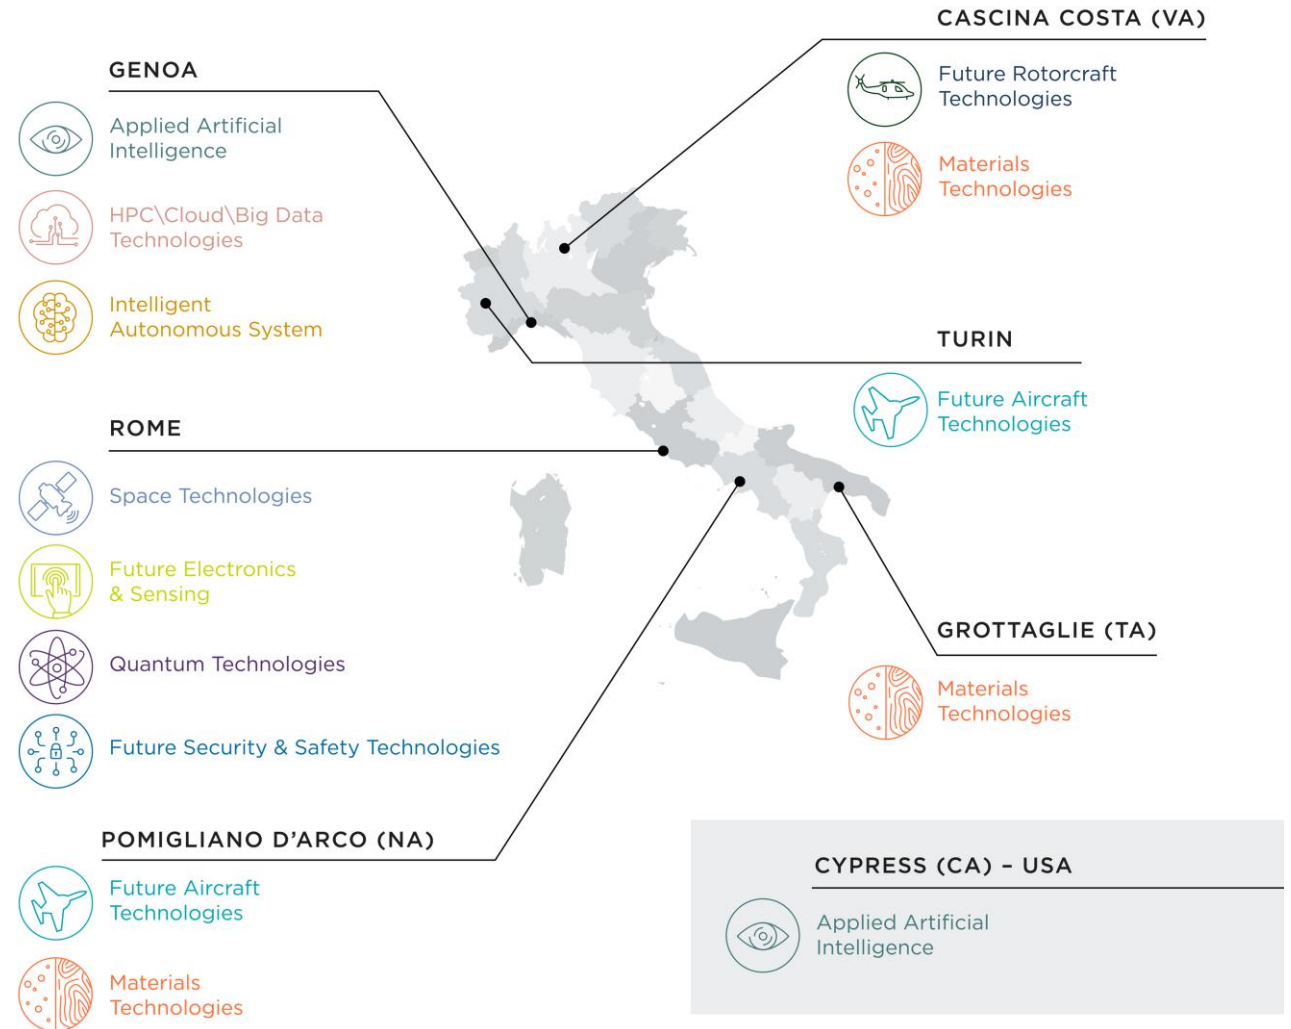 GENOA
Applied Artificial
Intelligence
HPC\Cloud\Big Data
Technologies
Intelligent
Autonomous System
ROME
Space Technologies
Future Electronics
& Sensing
Quantum Technologies
Future Security & Safety Technologies
POMIGLIANO D’ARCO (NA)
Future Aircraft
Technologies
Materials
Technologies
CASCINA COSTA (VA)
Future Rotorcraft
Technologies
Materials
Technologies
TURIN
Future Aircraft
Technologies
GROTTAGLIE (TA)
Materials
Technologies
CYPRESS (CA) – USA
Applied Artificial
Intelligence